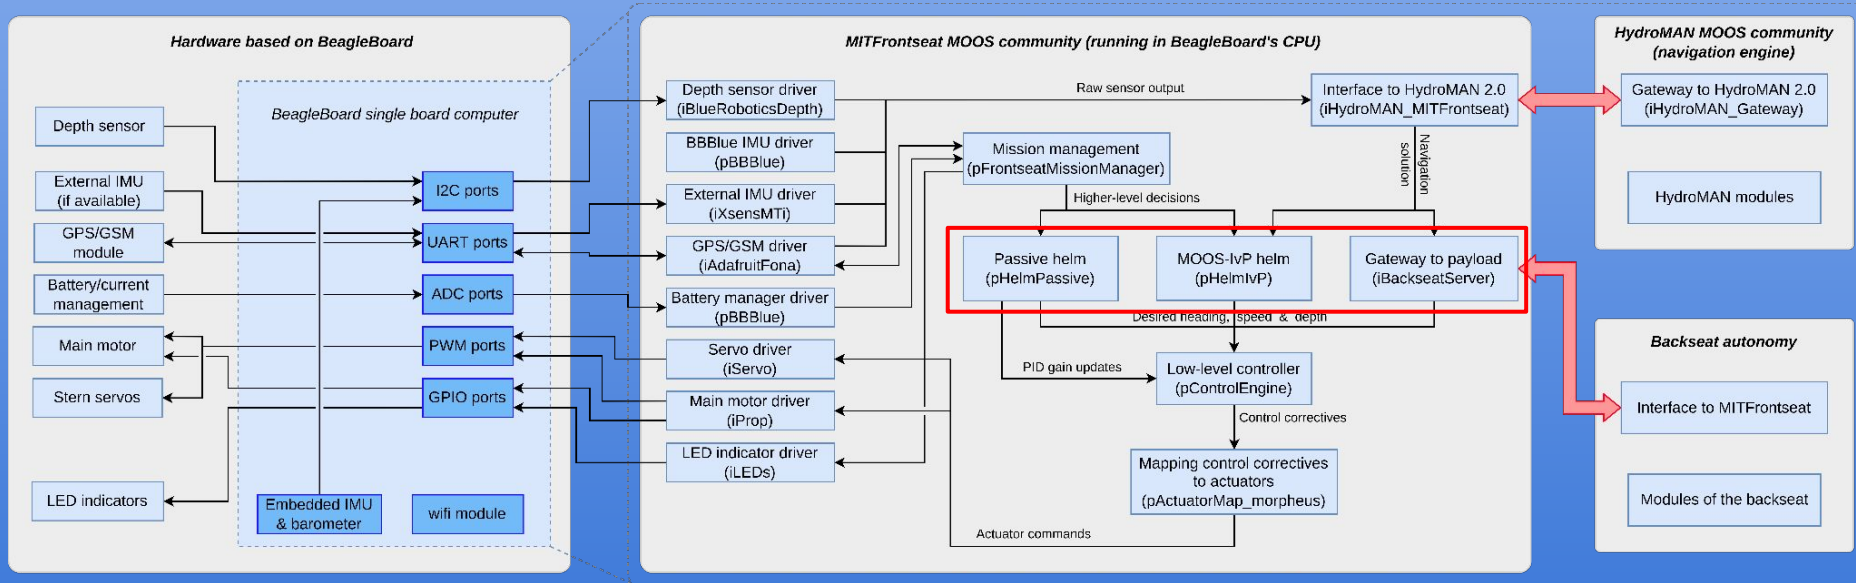 Hardware based on BeagleBoard
BeagleBoard single board computer
Depth sensor
External IMU
(if available)
GPS/GSM
module
Battery/current
management
Main motor
Stern servos
LED indicators
I2C ports
UART ports
ADC ports
PWM ports
GPIO ports
Embedded IMU
& barometer
wifi module
MITFrontseat MOOS community (running in BeagleBoard's CPU)
Depth sensor driver
(iBlueRoboticsDepth)
BBBlue IMU driver
(pBBBlue)
External IMU driver
(iXsensMTi)
GPS/GSM driver
(iAdafruitFona)
Battery manager driver
(pBBBlue)
Servo driver
(iServo)
Main motor driver
(iProp)
LED indicator driver
(iLEDs)
Raw sensor output
Interface to HydroMAN 2.0
(iHydroMAN_MITFrontseat)
Mission management
(pFrontseatMissionManager)
Navigation
solution
Higher-level decisions
Passive helm
(pHelmPassive)
MOOS-IvP helm
(pHelmIvP)
Gateway to payload
(iBackseatServer)
Desired heading, speed & depth
PID gain updates
Low-level controller
(pControlEngine)
Control correctives
Mapping control correctives
to actuators
(pActuatorMap_morpheus)
Actuator commands
HydroMAN MOOS community
(navigation engine)
Gateway to HydroMAN 2.0
(iHydroMAN_Gateway)
HydroMAN modules
Backseat autonomy
Interface to MITFrontseat
Modules of the backseat